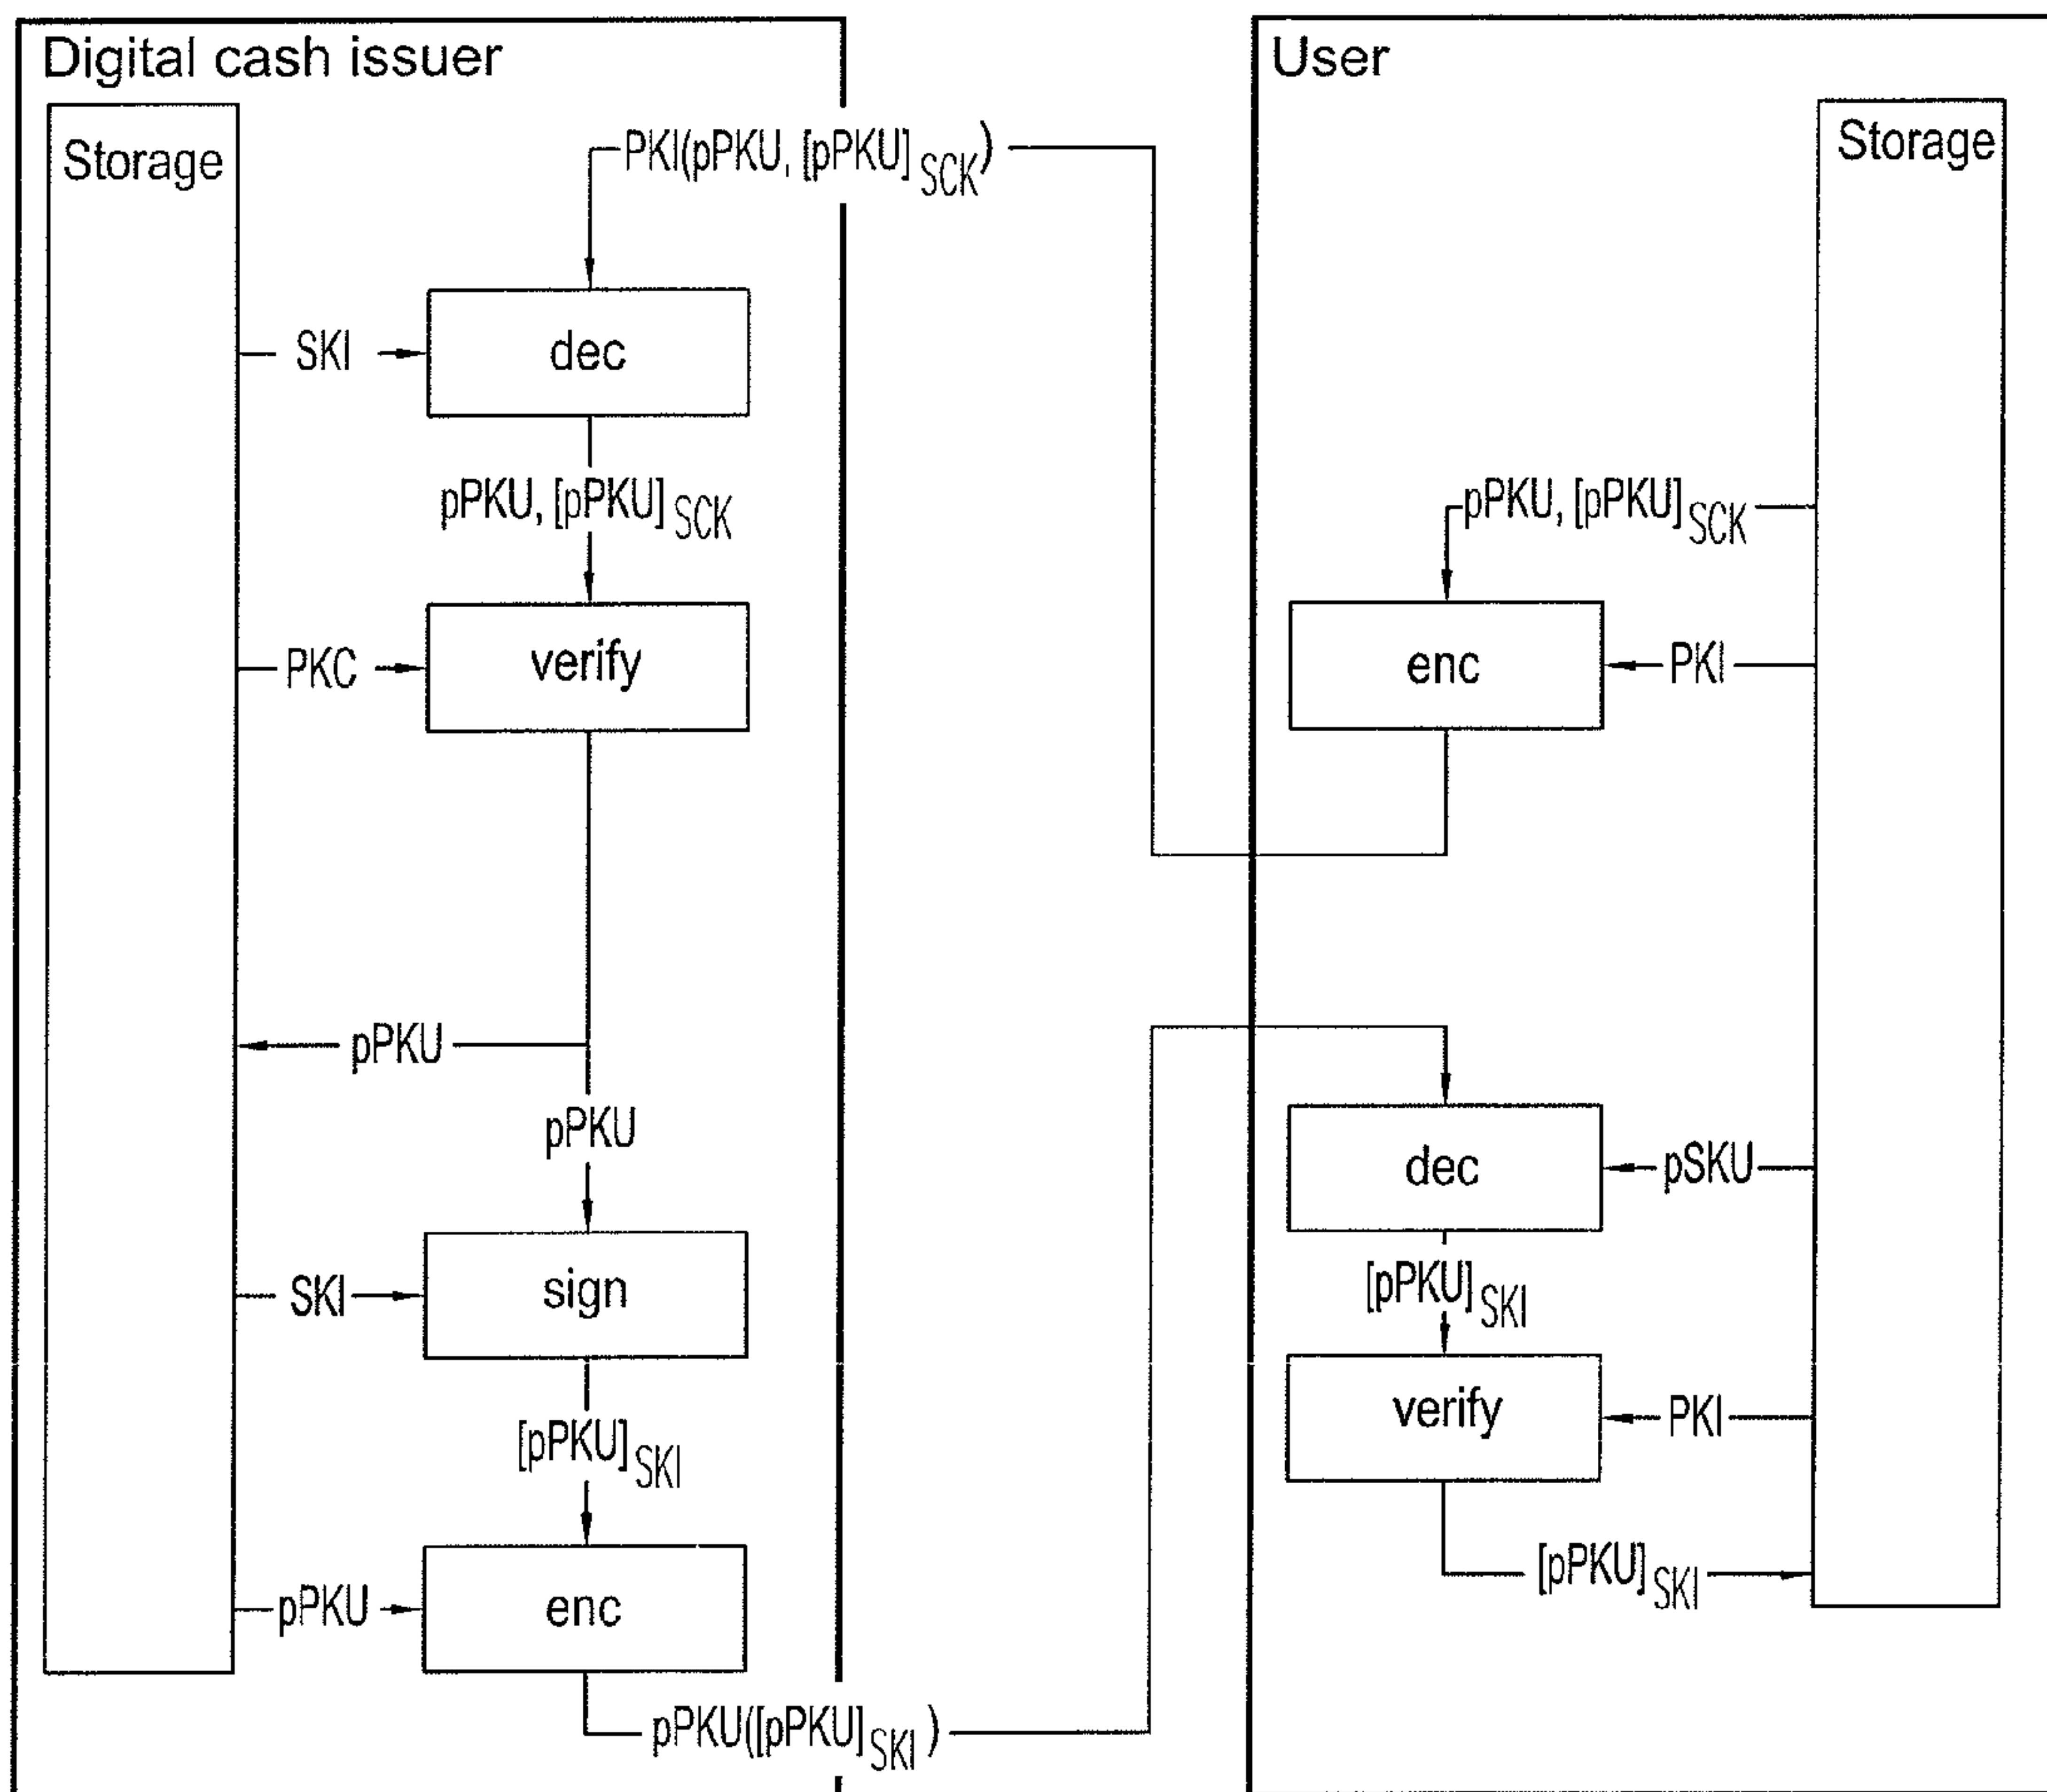 Digital cash issuer
Storage
PKI(pPKU, [pPKU] SCK)
SKI
dec
pPKU, [pPKU] SCK
PKC
verify
pPKU
pPKU
SKI
sign
[pPKU] SKI
pPKU
enc
pPKU([pPKU] SKI )
User
Storage
pPKU, [pPKU] SCK
enc
PKI
dec
pSKU
[pPKU] SKI
verify
PKI
[pPKU] SKI